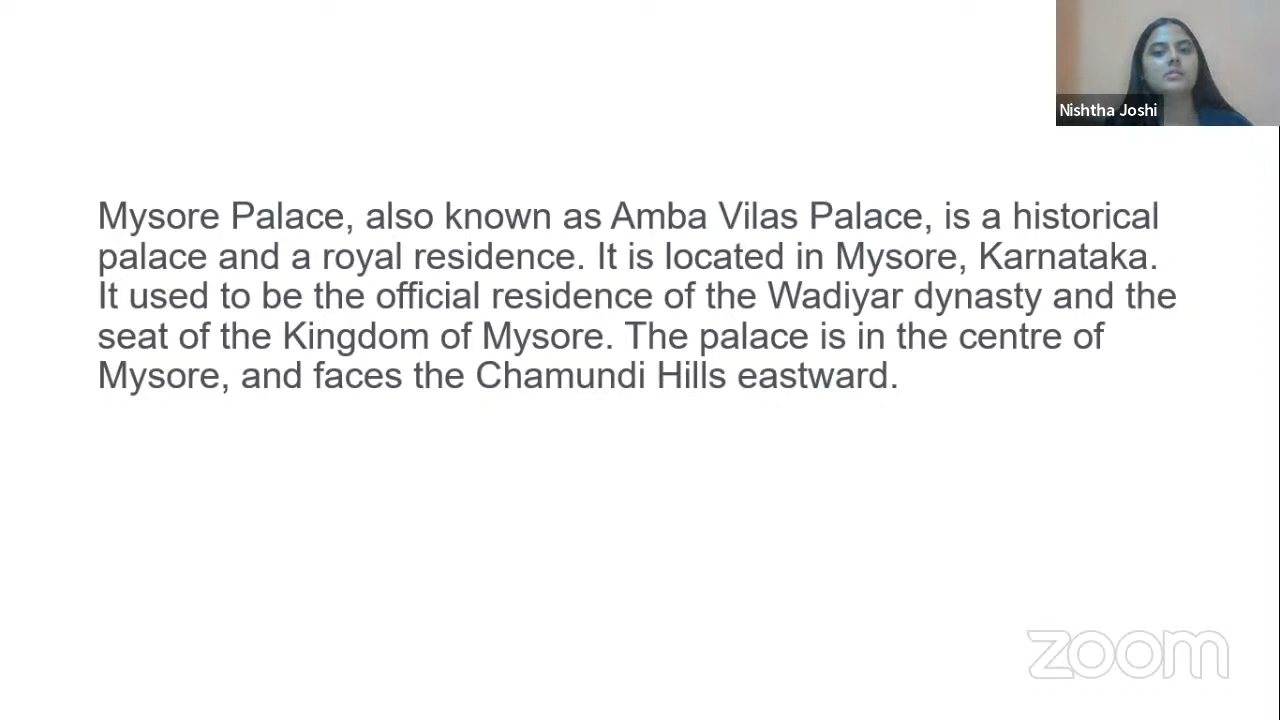 Nishtha Joshi
Mysore Palace, also known as Amba Vilas Palace, is a historical
palace and a royal residence. It is located in Mysore, Karnataka.
It used to be the official residence of the Wadiyar dynasty and the
seat of the Kingdom of Mysore. The palace is in the centre of
Mysore, and faces the Chamundi Hills eastward.
zoom